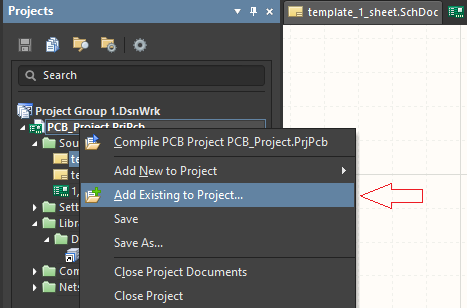 Projects
template_1_sheet.SchDoc
Search
Project Group 1.DsnWrk
PCB_Project.PrjPcb
Sou
te
te
1,
Sett
Libra
D
Com
Nets
Compile PCB Project PCB_Project.PrjPcb
Add New to Project
Add Existing to Project...
Save
Save As...
Close Project Documents
Close Project